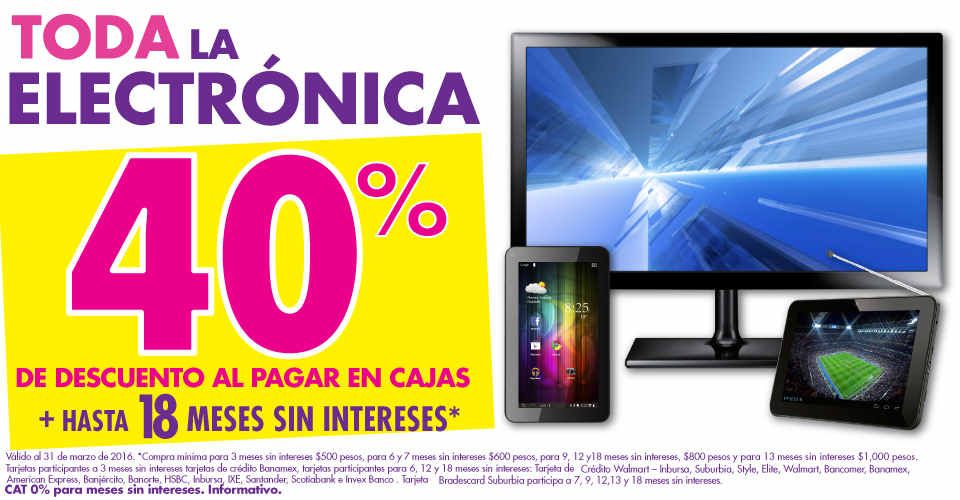 TODA LA
ELECTRÓNICA
40%
DE DESCUENTO AL PAGAR EN CAJAS
+ HASTA 18 MESES SIN INTERESES*
8:25
Válido al 31 de marzo de 2016. *Compra mínima para 3 meses sin intereses $500 pesos, para 6 y 7 meses sin intereses $600 pesos, para 9, 12 y18 meses sin intereses, $800 pesos y para 13 meses sin intereses $1,000 pesos,
Tarjetas participantes a 3 meses sin intereses tarjetas de crédito Banamex, tarjetas participantes para 6, 12 y 18 meses sin intereses: Tarjeta de Crédito Walmart – Inbursa, Suburbia, Style, Elite, Walmart, Bancomer, Banamex,
American Express, Banjército, Banorte, HSBC, Inbursa, IXE, Santander, Scotiabank e Invex Banco . Tarjeta Bradescard Suburbia participa a 7, 9, 12,13 y 18 meses sin intereses.
CAT 0% para meses sin intereses. Informativo.